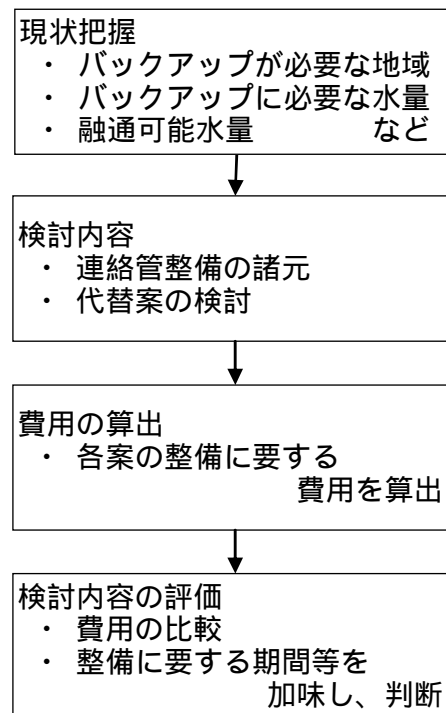 現状把握
・ バックアップが必要な地域
・ バックアップに必要な水量
・ 融通可能水量 など
検討内容
・ 連絡管整備の諸元
・ 代替案の検討
費用の算出
・ 各案の整備に要する
費用を算出
検討内容の評価
・ 費用の比較
・ 整備に要する期間等を
加味し、判断